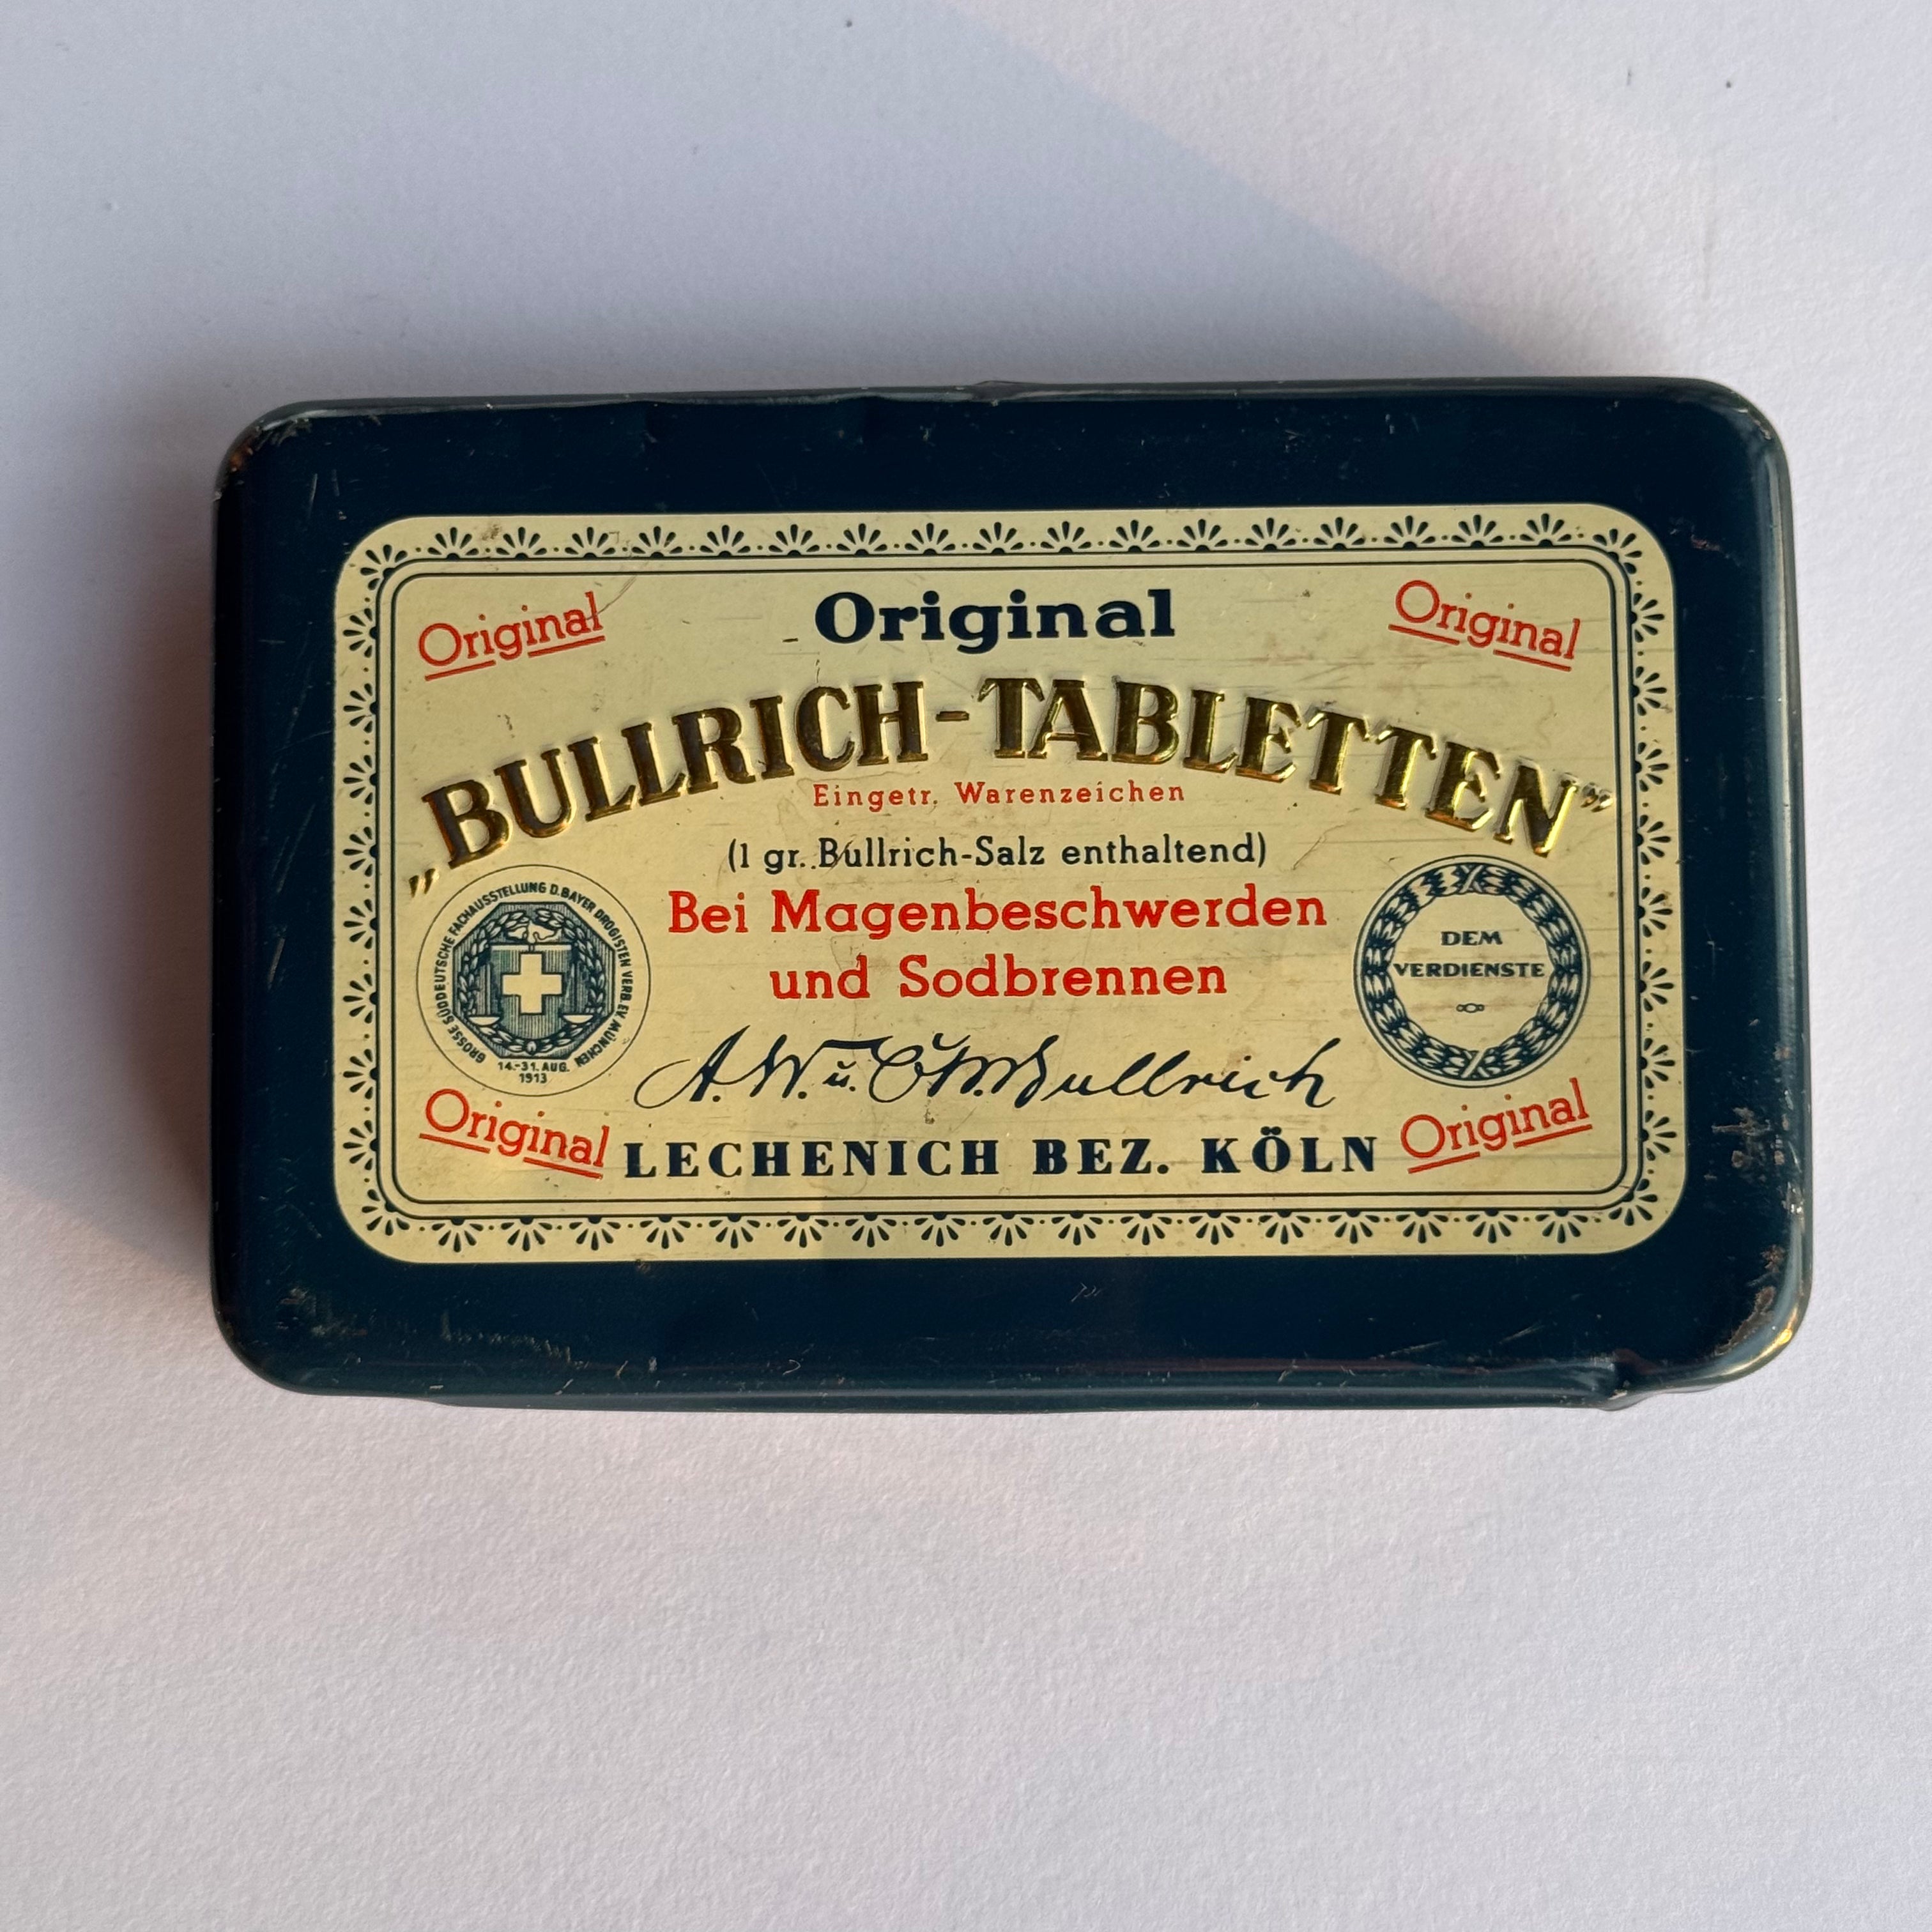 Original
Original
Original
„BULLRICH-TABLETTEN”
Eingetr. Warenzeichen
(1 gr. Bullrich-Salz enthaltend)
Bei Magenbeschwerden
und Sodbrennen
GROSSE SÜDDEUTSCHE FACHAUSSTELLUNG D. BAYER DROGISTEN VERB. EV MÜNCHEN
14.-31. AUG.
1913
DEM
VERDIENSTE
A. W. u. C. W. Bullrich
Original
LECHENICH BEZ. KÖLN
Original